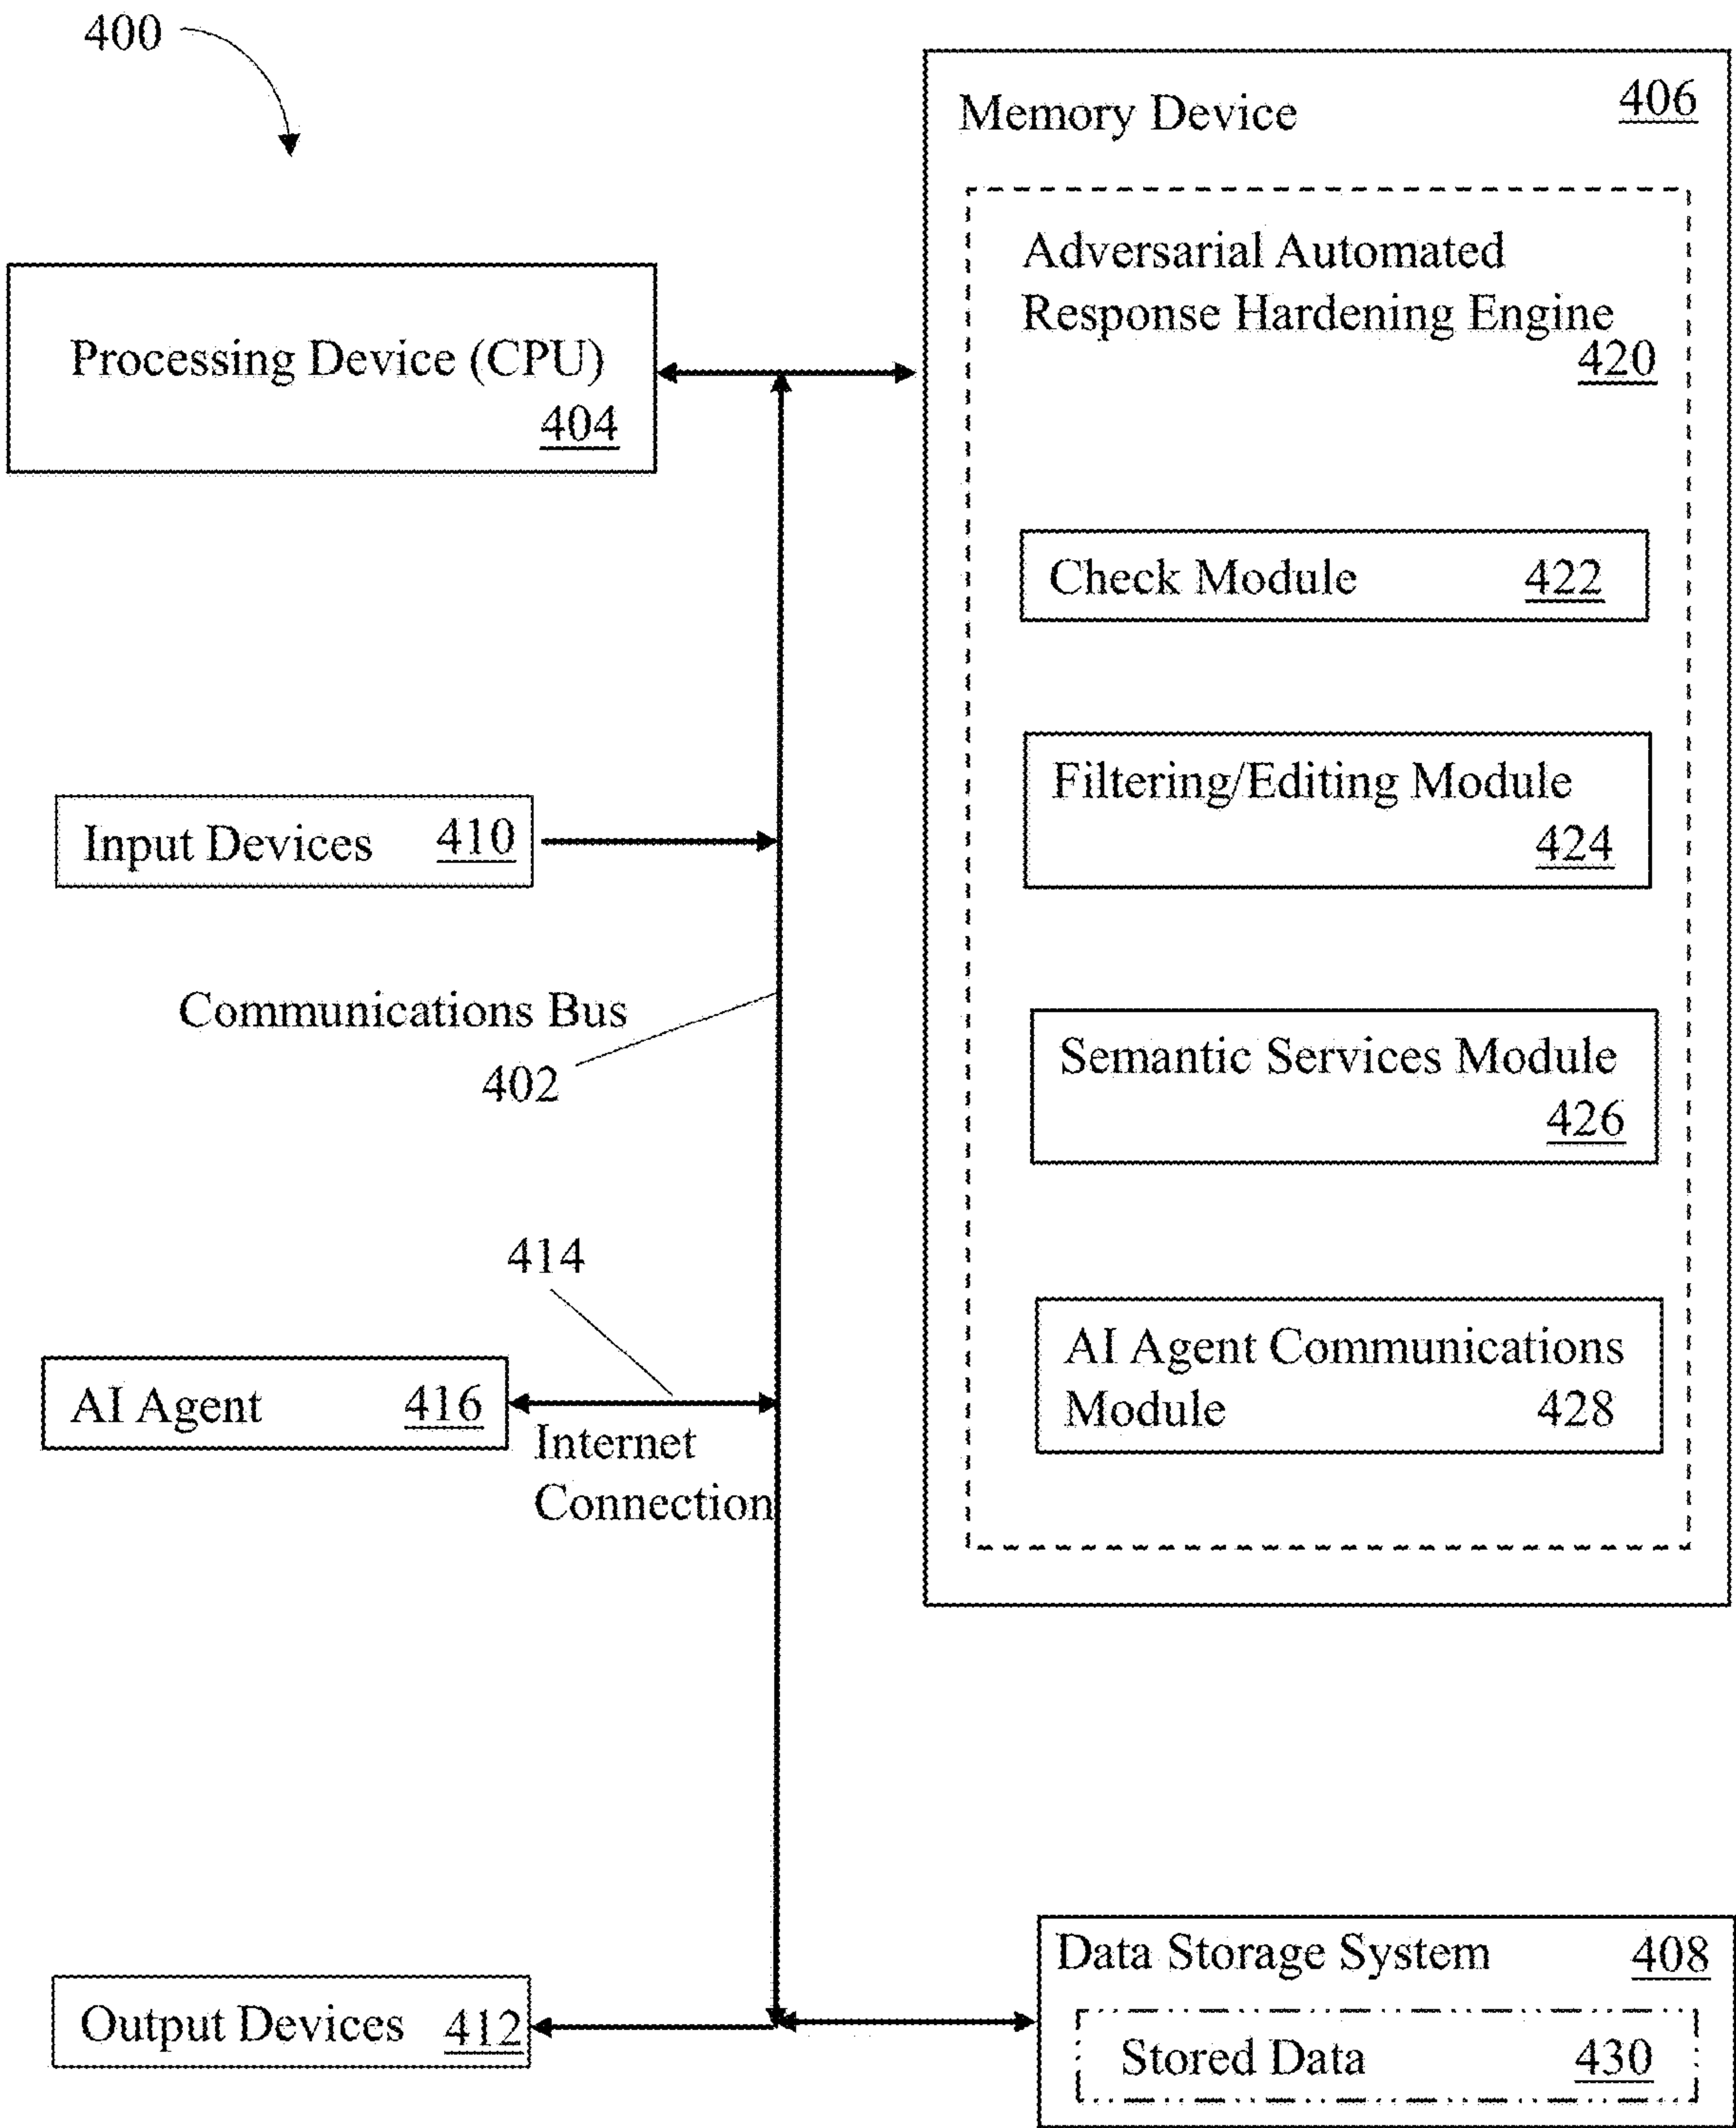 400
Memory Device 406
Adversarial Automated
Response Hardening Engine
420
Processing Device (CPU)
404
Check Module 422
Filtering/Editing Module
424
Input Devices 410
Communications Bus
402
Semantic Services Module
426
414
AI Agent 416
Internet
Connection
AI Agent Communications
Module 428
Data Storage System 408
Stored Data 430
Output Devices 412